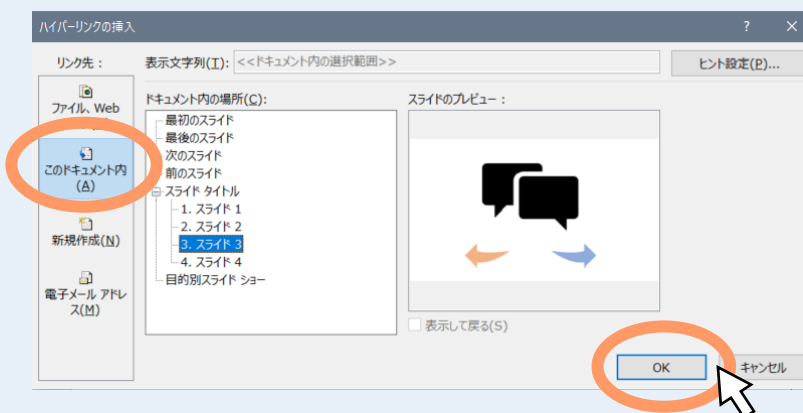 ハイパーリンクの挿入
? ×
リンク先：
表示文字列(T): <<ドキュメント内の選択範囲>>
ヒント設定(P)...
ファイル、Web
このドキュメント内
(A)
新規作成(N)
電子メール アドレ
ス(M)
ドキュメント内の場所(C):
最初のスライド
最後のスライド
次のスライド
前のスライド
スライド タイトル
1. スライド 1
2. スライド 2
3. スライド 3
4. スライド 4
目的別スライド ショー
スライドのプレビュー：
表示して戻る(S)
OK
キャンセル